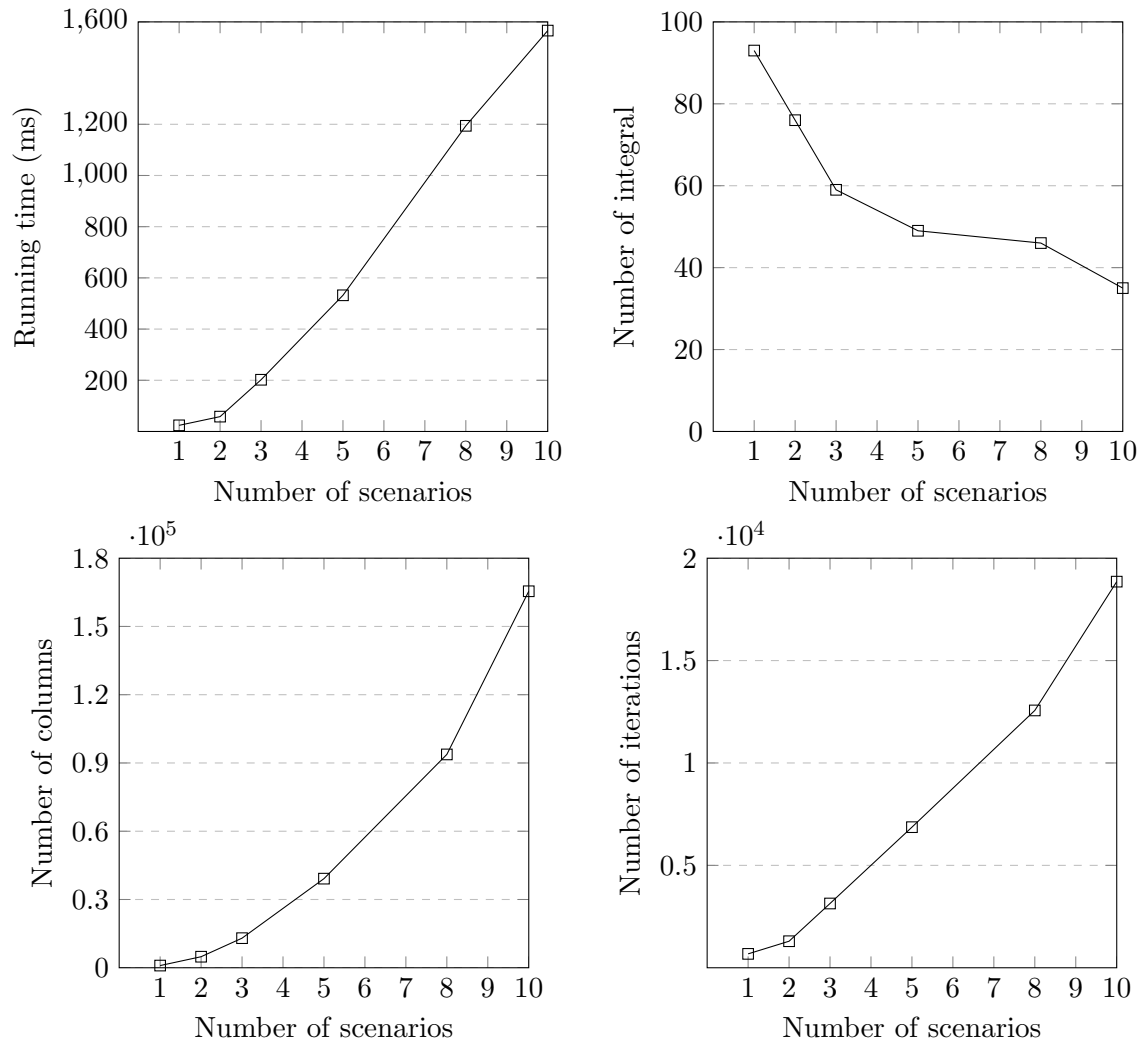 1,600
1,200
1,000
800
600
400
200
Running time (ms)
1 2 3 4 5 6 7 8 9 10
Number of scenarios
100
80
60
40
20
0
Number of integral
1 2 3 4 5 6 7 8 9 10
Number of scenarios
·10^5
1.8
1.5
1.2
0.9
0.6
0.3
0
Number of columns
1 2 3 4 5 6 7 8 9 10
Number of scenarios
·10^4
2
1.5
1
0.5
Number of iterations
1 2 3 4 5 6 7 8 9 10
Number of scenarios